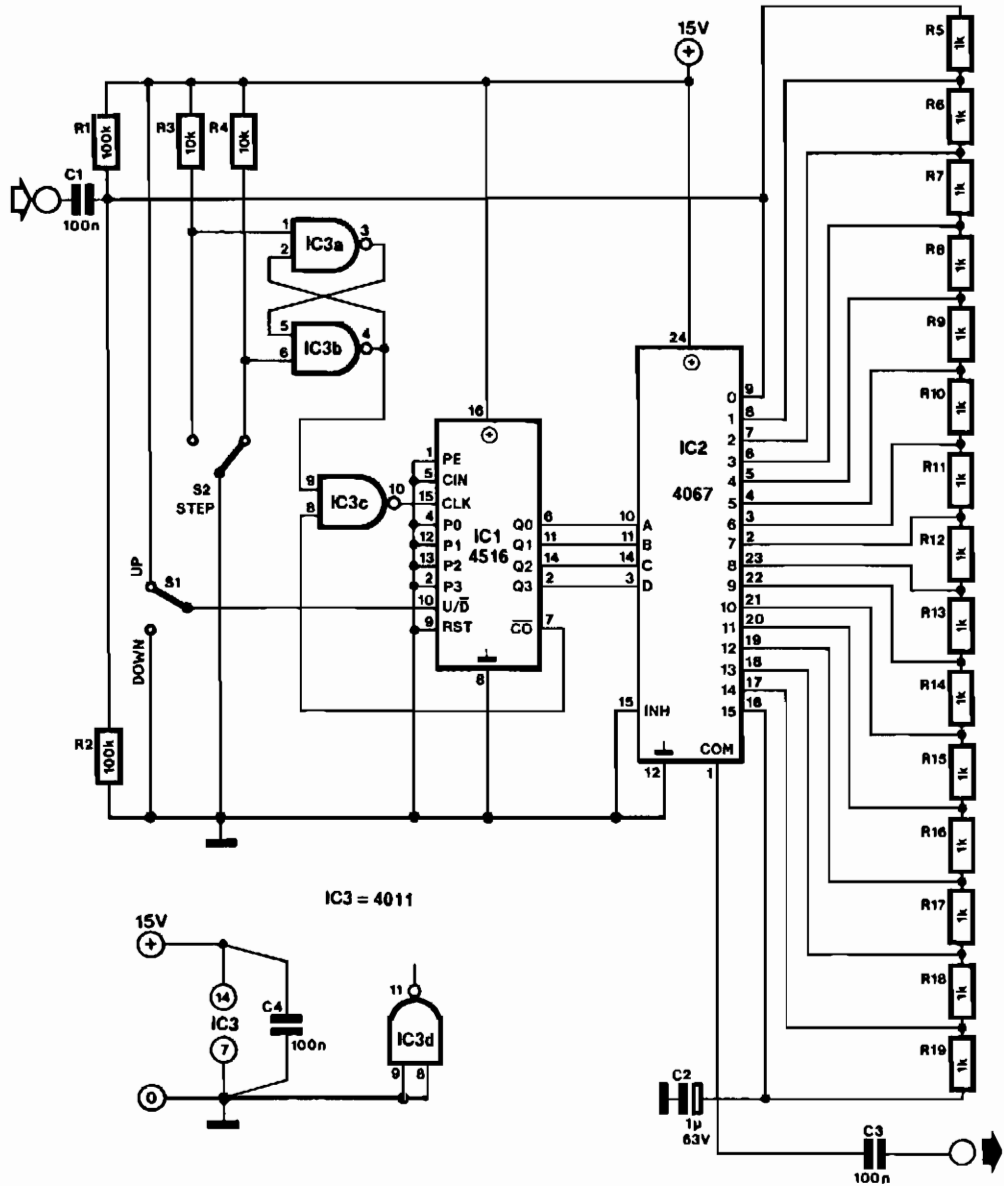 15V
+
R1
100k
R3
10k
R4
10k
C1
100n
1
2
IC3a
3
5
6
IC3b
4
S2
STEP
9
8
IC3c
10
UP
S1
DOWN
R2
100k
16
+
1
PE
5
CIN
15
CLK
4
P0
12
P1
13
P2
2
P3
10
U/D̅
9
RST
IC1
4516
Q0
6
Q1
11
Q2
14
Q3
2
C̅O̅
7
8
24
+
IC2
4067
10
A
11
B
14
C
3
D
15
INH
12
COM
1
0
9
1
8
2
7
3
6
4
5
5
4
6
3
7
2
8
23
9
22
10
21
11
20
12
19
13
18
14
17
15
16
R5
1k
R6
1k
R7
1k
R8
1k
R9
1k
R10
1k
R11
1k
R12
1k
R13
1k
R14
1k
R15
1k
R16
1k
R17
1k
R18
1k
R19
1k
C2
1µ
63V
C3
100n
IC3 = 4011
15V
+
14
IC3
7
C4
100n
0
11
IC3d
9
8